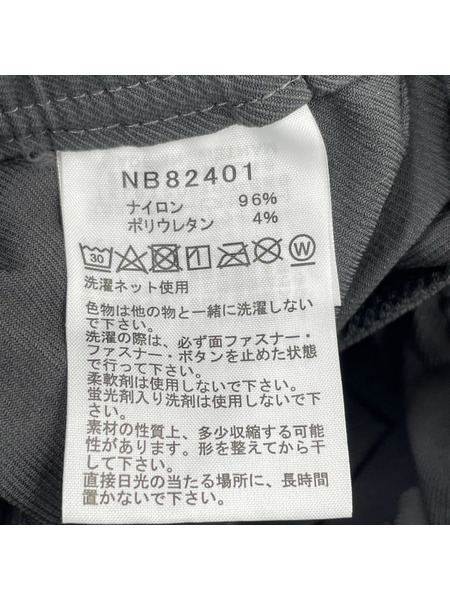 NB82401
ナイロン 96%
ポリウレタン 4%
30
W
洗濯ネット使用
色物は他の物と一緒に洗濯しない
で下さい。
洗濯の際は、必ず面ファスナー・
ファスナー・ボタンを止めた状態
で行って下さい。
柔軟剤は使用しないで下さい。
蛍光剤入り洗剤は使用しないで下
さい。
素材の性質上、多少収縮する可能
性があります。形を整えてから干
して下さい。
直接日光の当たる場所に、長時間
置かないで下さい。